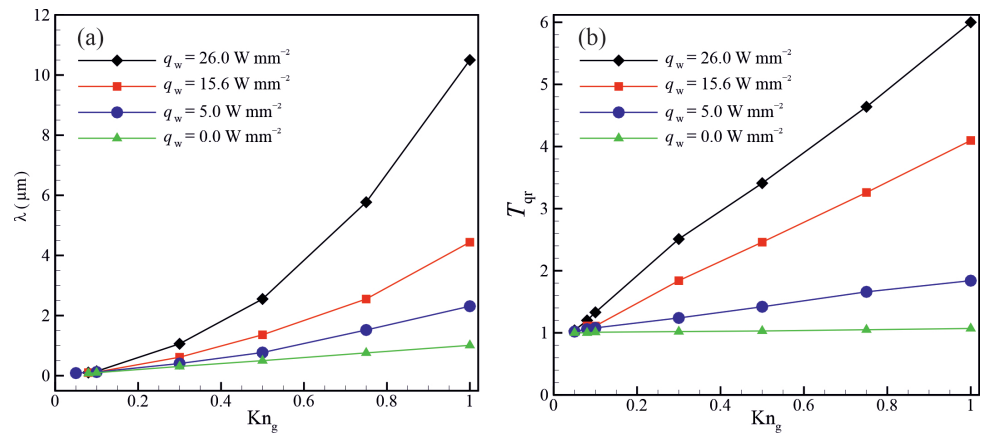 (a)
q_w = 26.0 W mm⁻²
q_w = 15.6 W mm⁻²
q_w = 5.0 W mm⁻²
q_w = 0.0 W mm⁻²
12
10
8
6
4
2
0
λ (μm)
0
0.2
0.4
0.6
0.8
1
Kn_g
(b)
q_w = 26.0 W mm⁻²
q_w = 15.6 W mm⁻²
q_w = 5.0 W mm⁻²
q_w = 0.0 W mm⁻²
6
5
4
3
2
1
0
T_qr
0
0.2
0.4
0.6
0.8
1
Kn_g